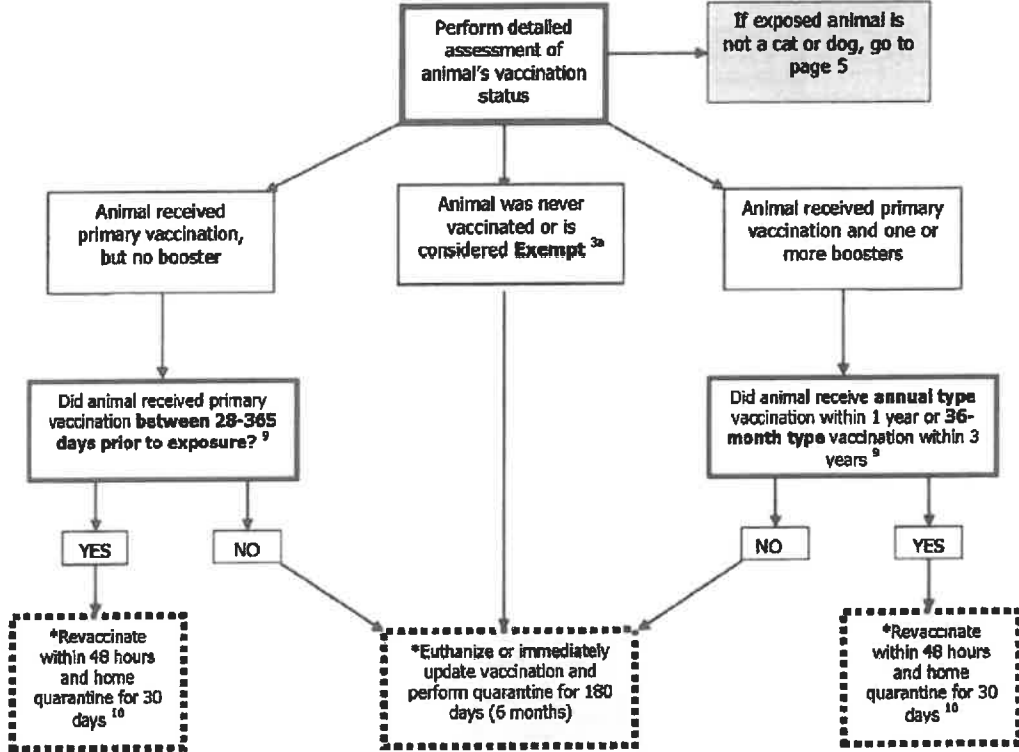 Perform detailed
assessment of
animal's vaccination
status
If exposed animal is
not a cat or dog, go to
page 5
Animal received
primary vaccination,
but no booster
Animal was never
vaccinated or is
considered Exempt 3a
Animal received primary
vaccination and one or
more boosters
Did animal received primary
vaccination between 28-365
days prior to exposure? 9
Did animal receive annual type
vaccination within 1 year or 36-
month type vaccination within 3
years 9
YES
NO
NO
YES
*Revaccinate
within 48 hours
and home
quarantine for 30
days 10
*Euthanize or immediately
update vaccination and
perform quarantine for 180
days (6 months)
*Revaccinate
within 48 hours
and home
quarantine for 30
days 10